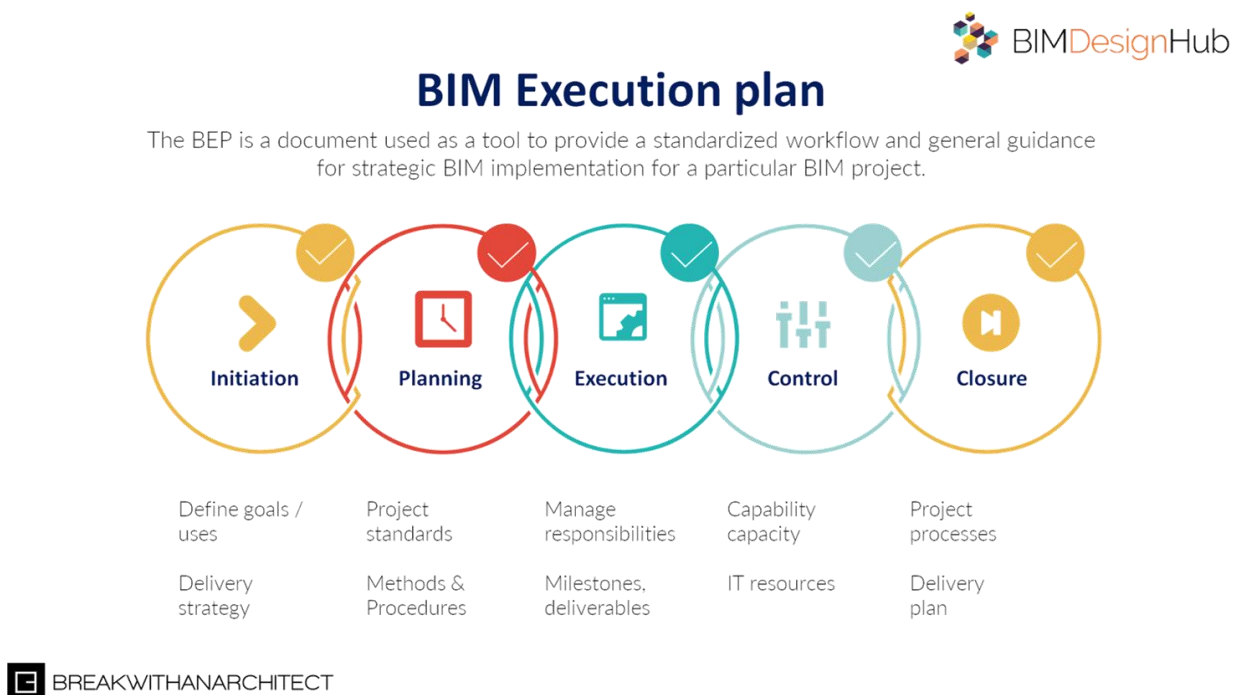 BIMDesignHub
BIM Execution plan
The BEP is a document used as a tool to provide a standardized workflow and general guidance
for strategic BIM implementation for a particular BIM project.
Initiation
Planning
Execution
Control
Closure
Define goals /
uses
Delivery
strategy
Project
standards
Methods &
Procedures
Manage
responsibilities
Milestones,
deliverables
Capability
capacity
IT resources
Project
processes
Delivery
plan
BREAKWITHANARCHITECT